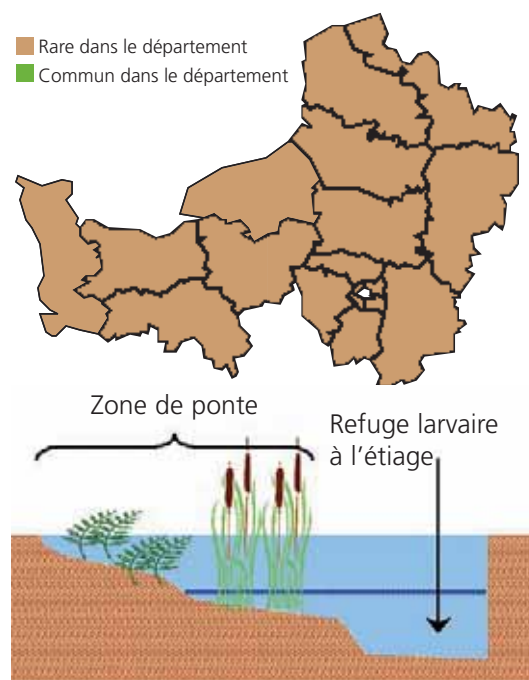 Rare dans le département
Commun dans le département
Zone de ponte
Refuge larvaire
à l'étiage